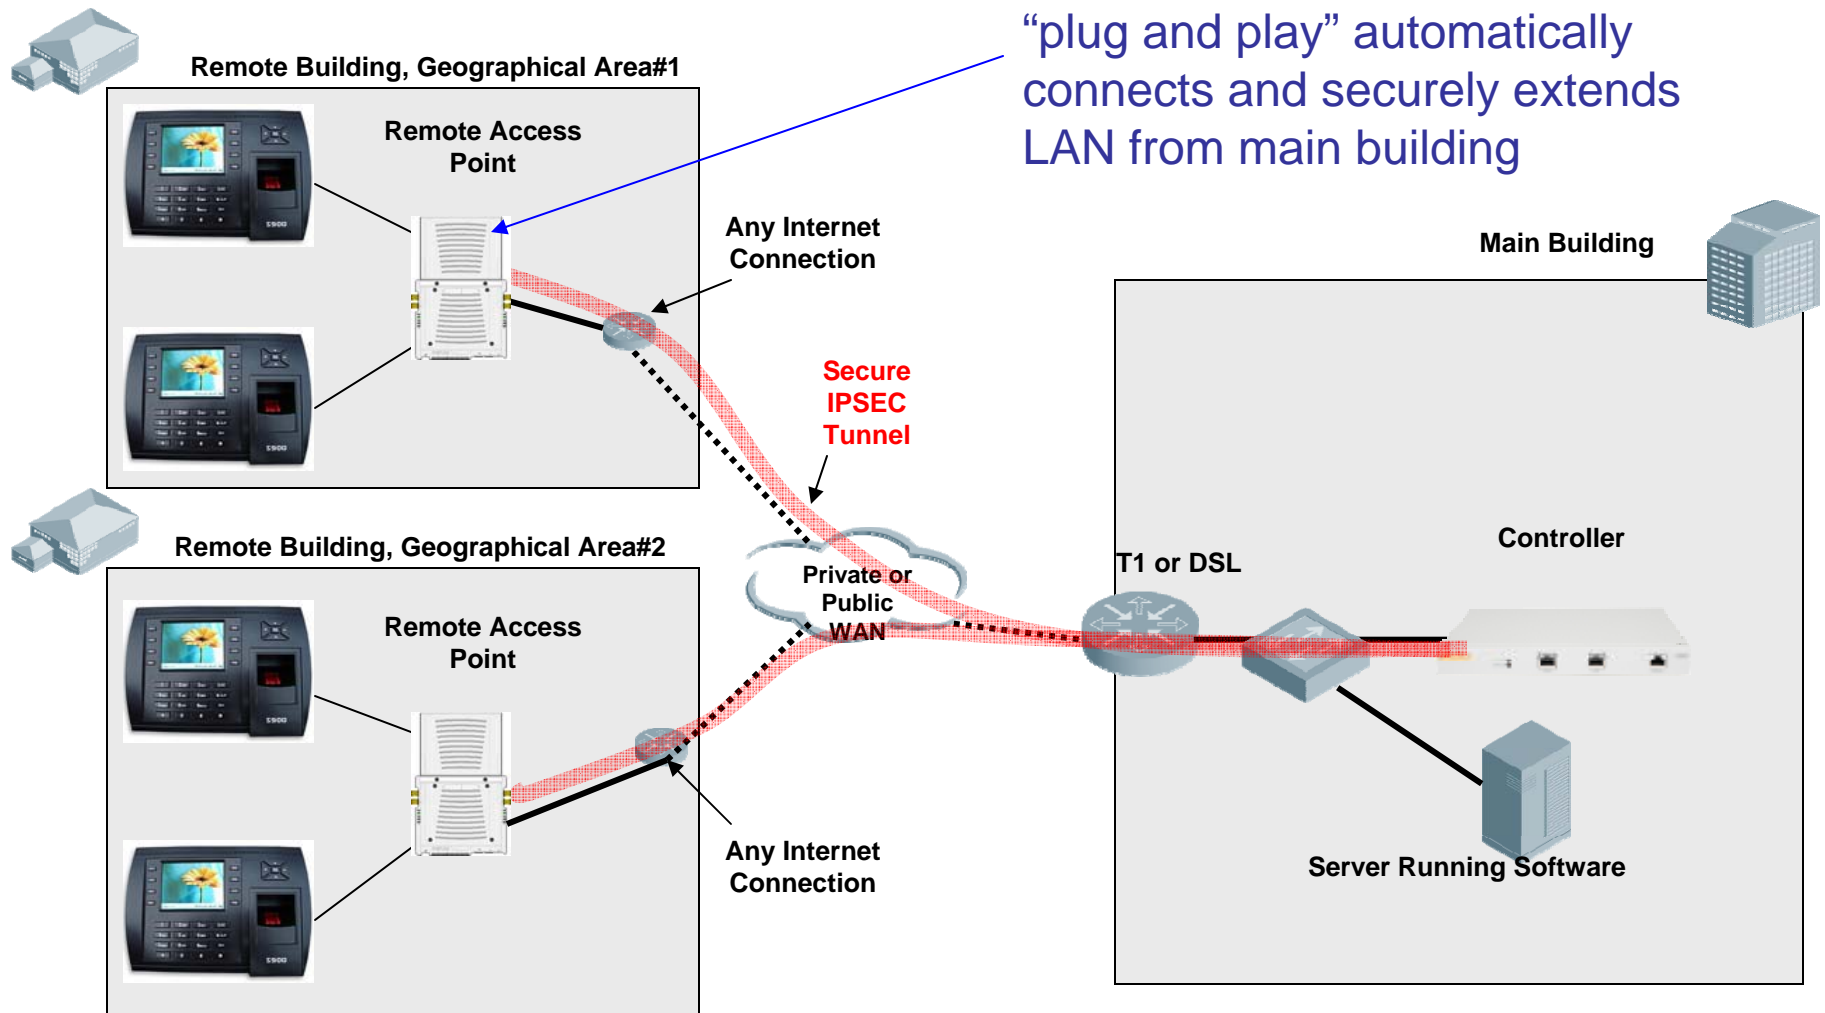 “plug and play” automatically
connects and securely extends
LAN from main building
Remote Building, Geographical Area#1
Remote Access
Point
Any Internet
Connection
Main Building
Secure
IPSEC
Tunnel
Remote Building, Geographical Area#2
Remote Access
Point
Private or
Public
WAN
T1 or DSL
Controller
Any Internet
Connection
Server Running Software